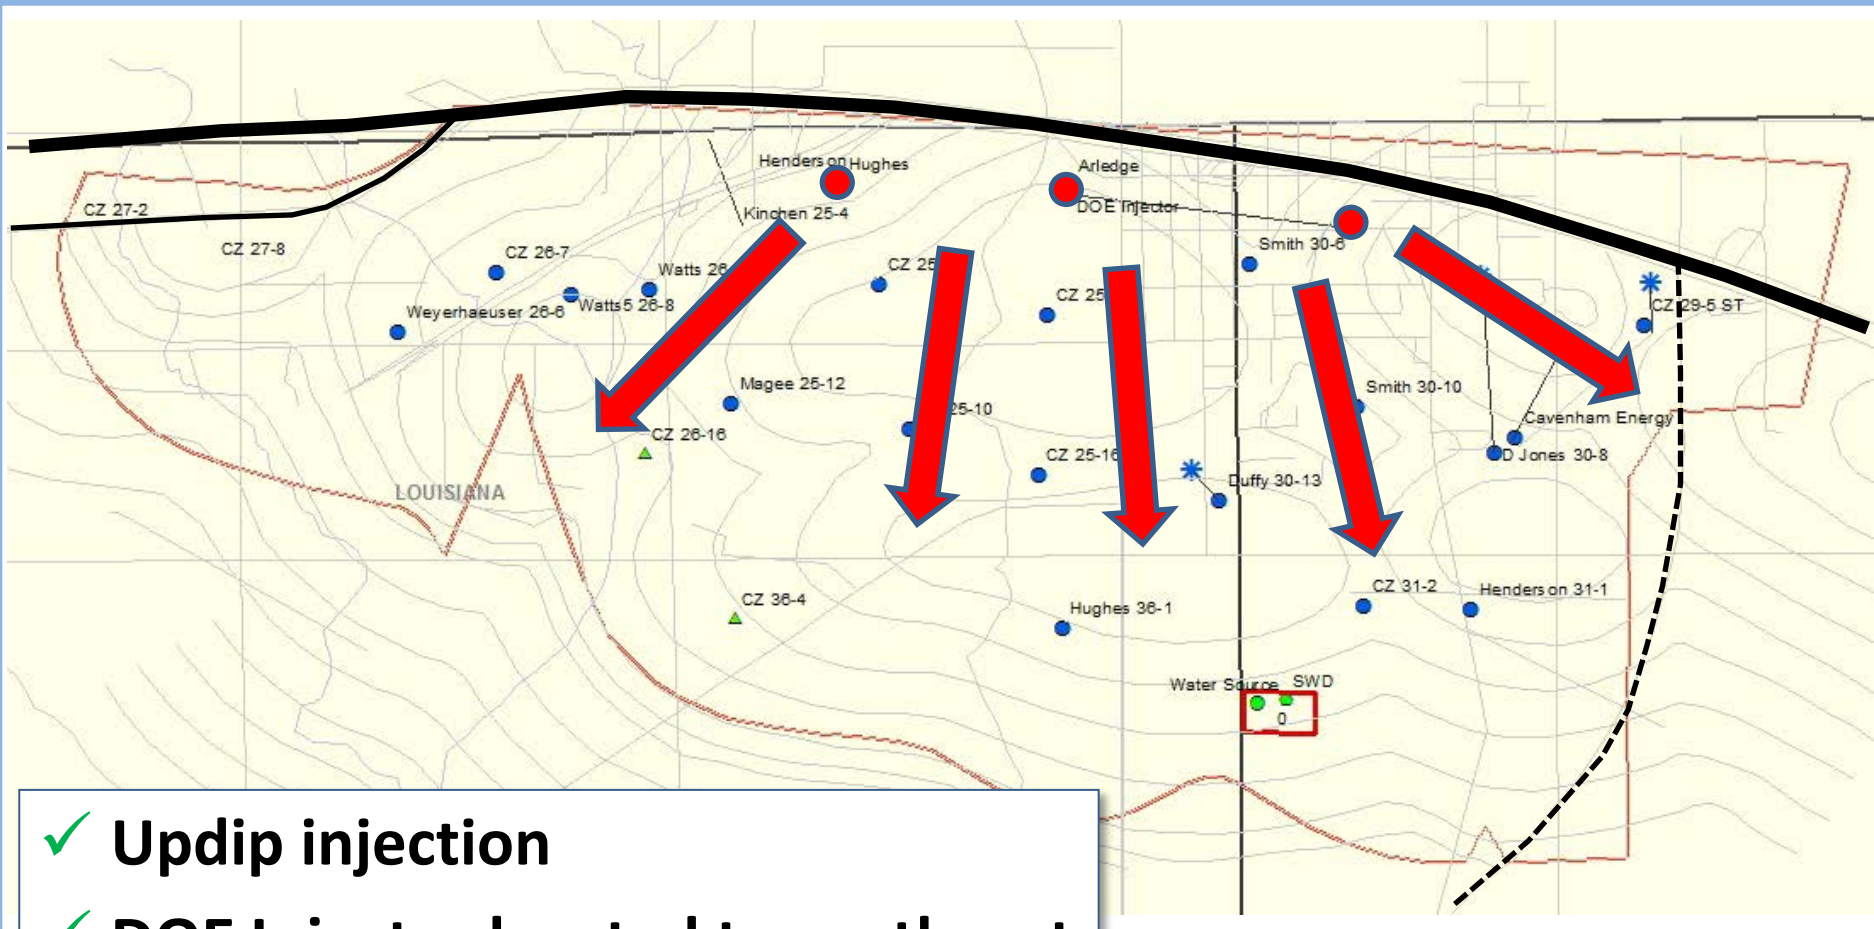 Henderson Hughes
Arledge
CZ 27-2
Kinchen 25-4
DOE Injector
CZ 27-8
CZ 26-7
Smith 30-6
Watts 26
CZ 25
Weyerhaeuser 26-6
Watts5 26-8
CZ 25
CZ 29-5 ST
Magee 25-12
Smith 30-10
25-10
Cavenham Energy
CZ 26-16
CZ 25-16
D Jones 30-8
LOUISIANA
Duffy 30-13
CZ 36-4
CZ 31-2
Henderson 31-1
Hughes 36-1
Water Source
SWD
0
✓ Updip injection